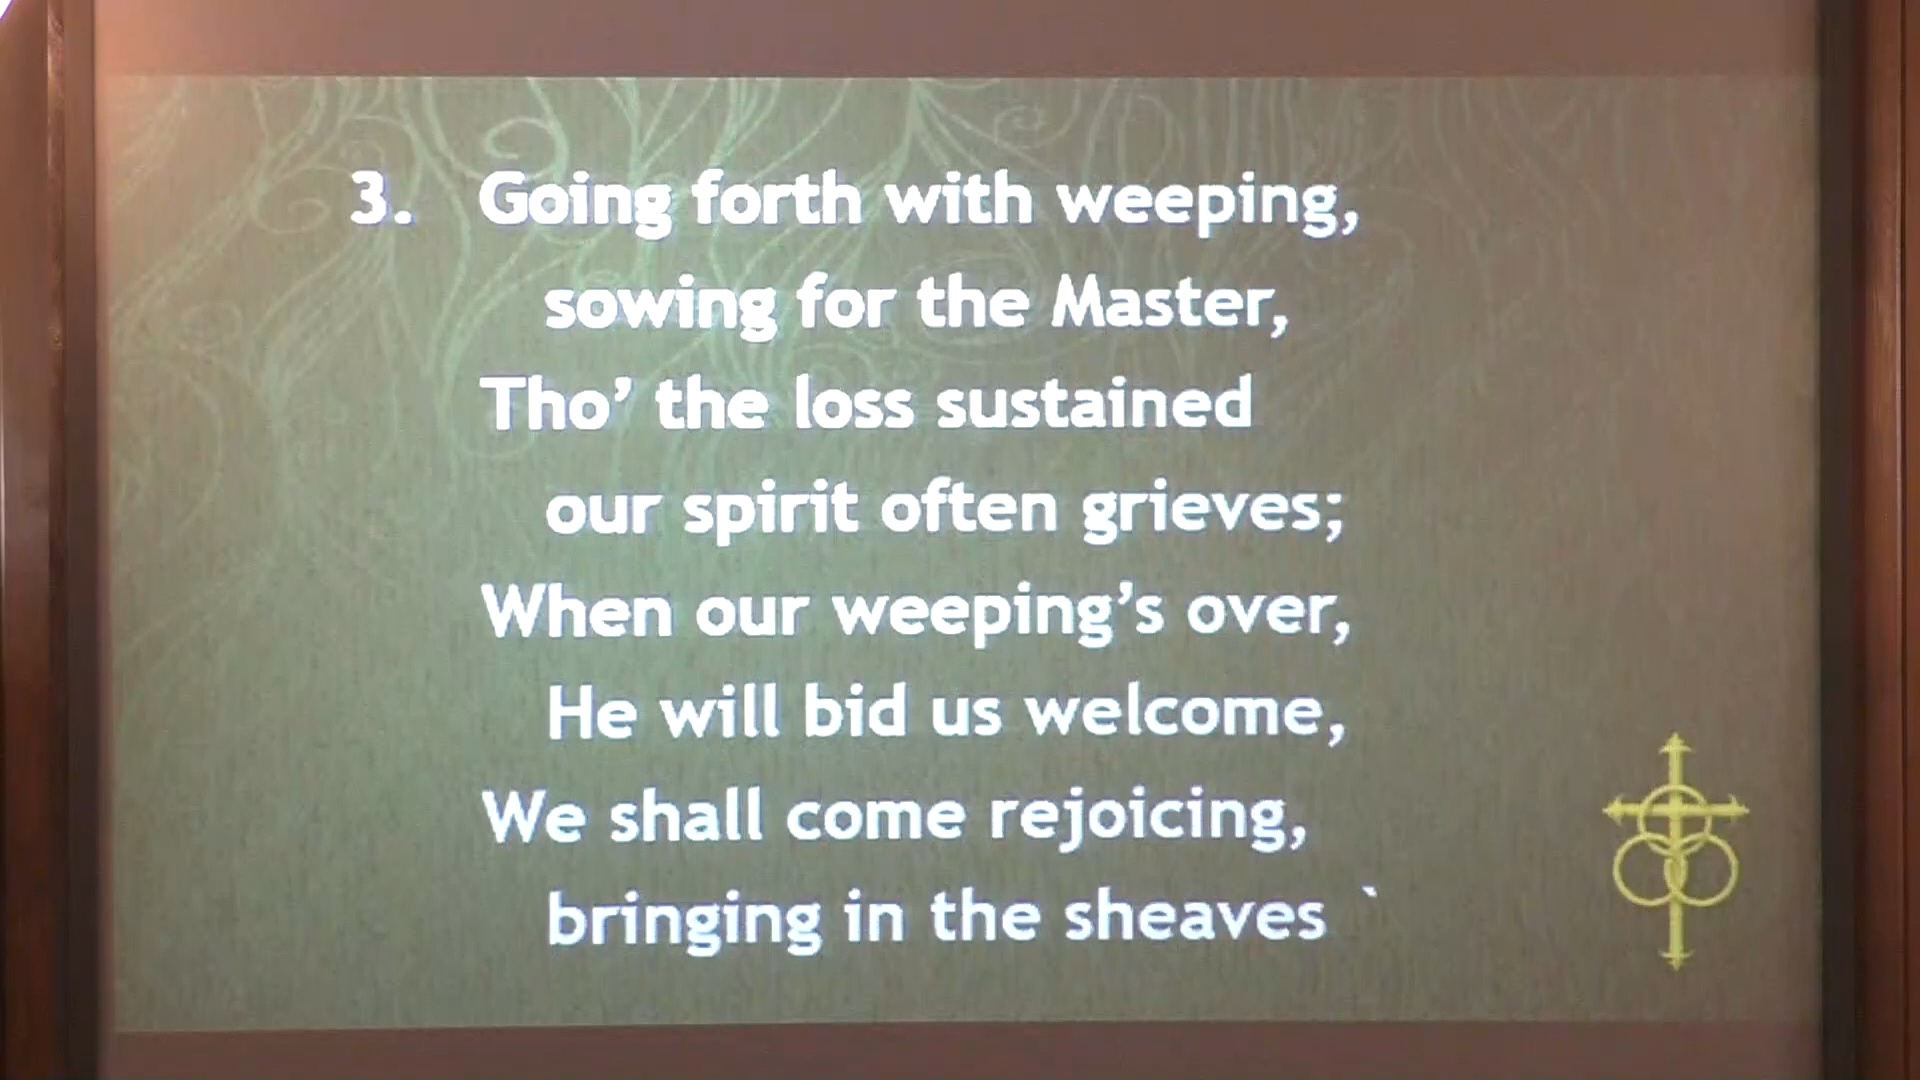 3. Going forth with weeping,
sowing for the Master,
Tho’ the loss sustained
our spirit often grieves;
When our weeping’s over,
He will bid us welcome,
We shall come rejoicing,
bringing in the sheaves `